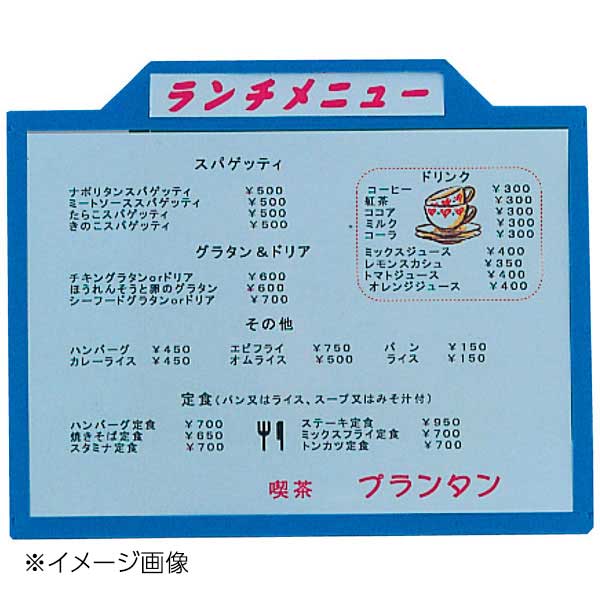 ランチメニュー
スパゲッティ
ナポリタンスパゲッティ ￥500
ミートソーススパゲッティ ￥500
たらこスパゲッティ ￥500
きのこスパゲッティ ￥500
グラタン＆ドリア
チキングラタンorドリア ￥600
ほうれんそうと卵のグラタン ￥600
シーフードグラタンorドリア ￥700
ドリンク
コーヒー ￥300
紅茶 ￥300
ココア ￥300
ミルク ￥300
コーラ ￥300
ミックスジュース ￥400
レモンスカシュ ￥350
トマトジュース ￥400
オレンジジュース ￥400
その他
ハンバーグ ￥450 エビフライ ￥750 パン ￥150
カレーライス ￥450 オムライス ￥500 ライス ￥150
定食（パン又はライス、スープ又はみそ汁付）
ハンバーグ定食 ￥700 ステーキ定食 ￥950
焼きそば定食 ￥650 ミックスフライ定食 ￥700
スタミナ定食 ￥700 トンカツ定食 ￥700
喫茶 プランタン
※イメージ画像